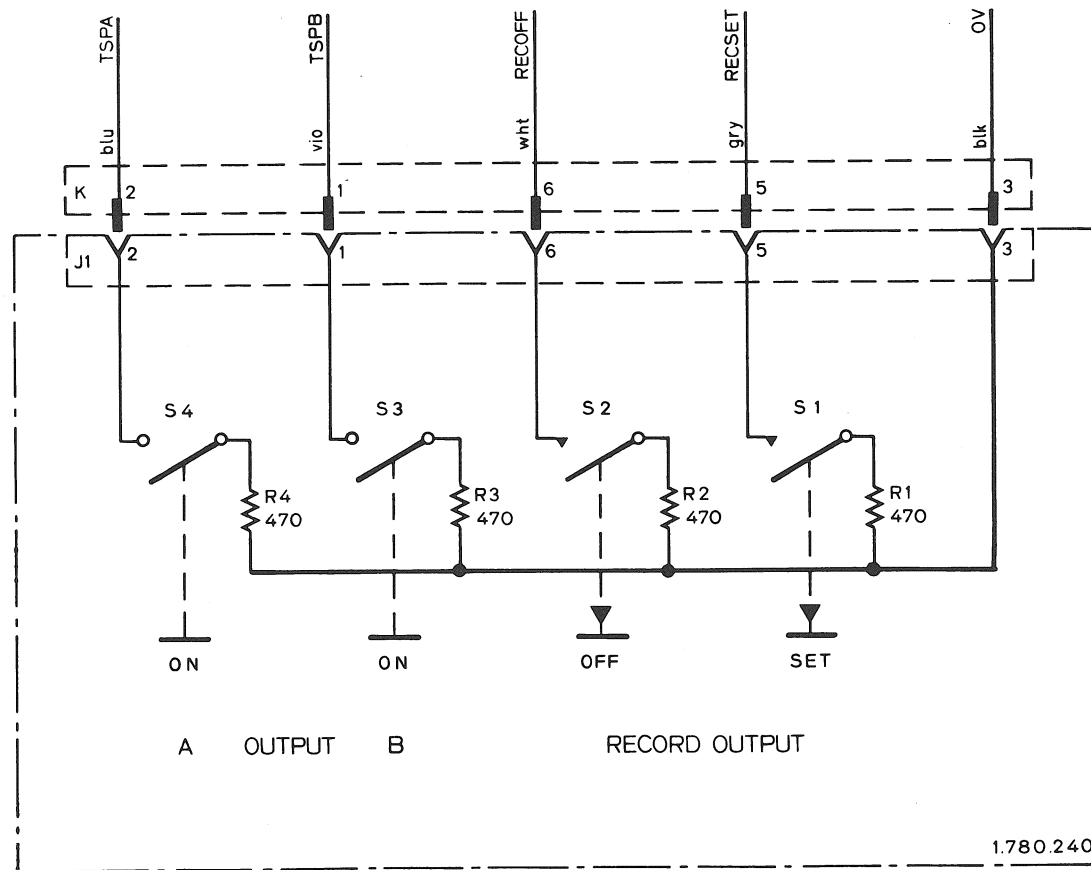 TSPA
TSPB
RECOFF
RECSET
0V
blu
vio
wht
gry
blk
K 2 1 6 5 3
J1 2 1 6 5 3
S4 S3 S2 S1
R4 470
R3 470
R2 470
R1 470
ON ON OFF SET
A OUTPUT B RECORD OUTPUT
1.780.240